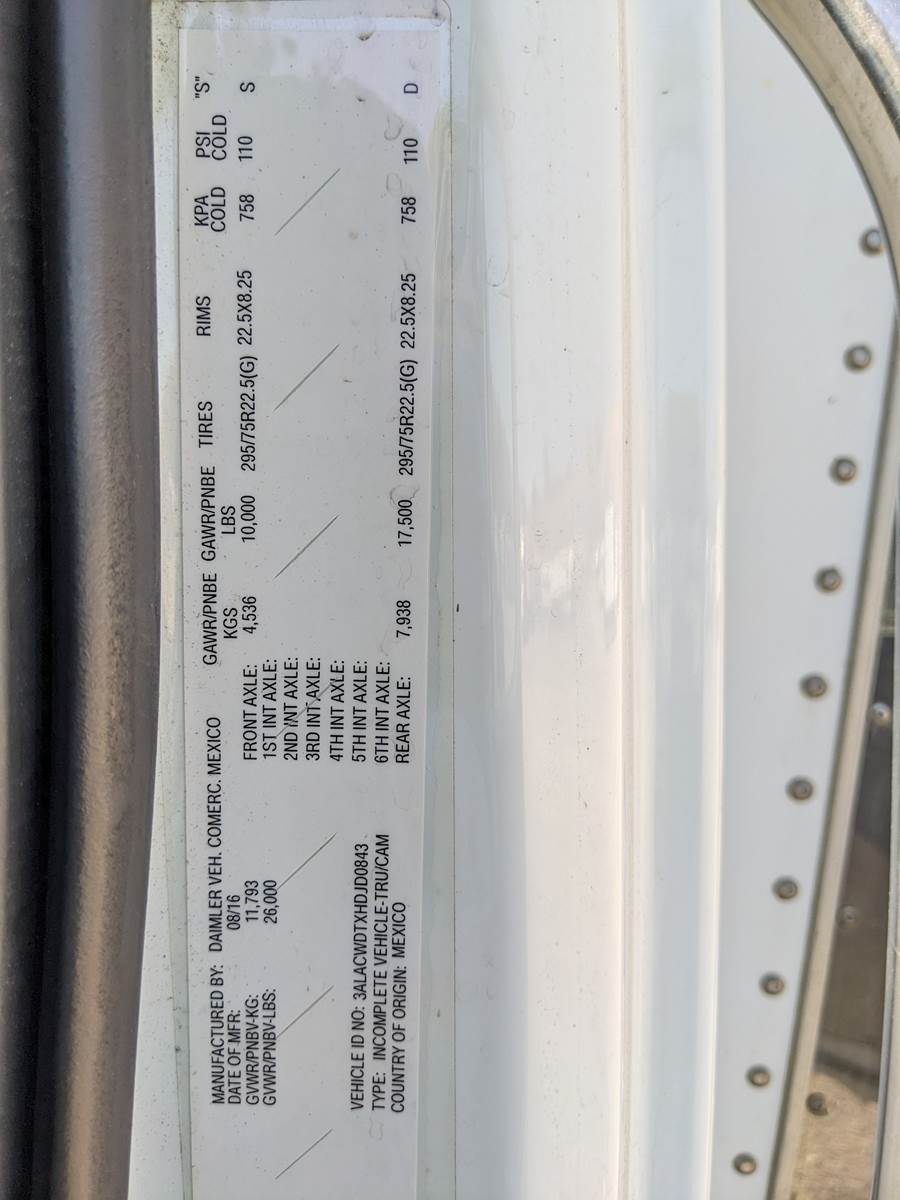 GAWR/PNBE GAWR/PNBE TIRES RIMS KPA PSI "S"
MANUFACTURED BY: DAIMLER VEH. COMERC. MEXICO KGS LBS COLD COLD
DATE OF MFR: 08/16 FRONT AXLE: 4,536 10,000 295/75R22.5(G) 22.5X8.25 758 110 S
GVWR/PNBV-KG: 11,793 1ST INT AXLE:
GVWR/PNBV-LBS: 26,000 2ND INT AXLE:
3RD INT AXLE:
4TH INT AXLE:
VEHICLE ID NO: 3ALACWDTXHDJD0843 5TH INT AXLE:
TYPE: INCOMPLETE VEHICLE-TRU/CAM 6TH INT AXLE:
COUNTRY OF ORIGIN: MEXICO REAR AXLE: 7,938 17,500 295/75R22.5(G) 22.5X8.25 758 110 D